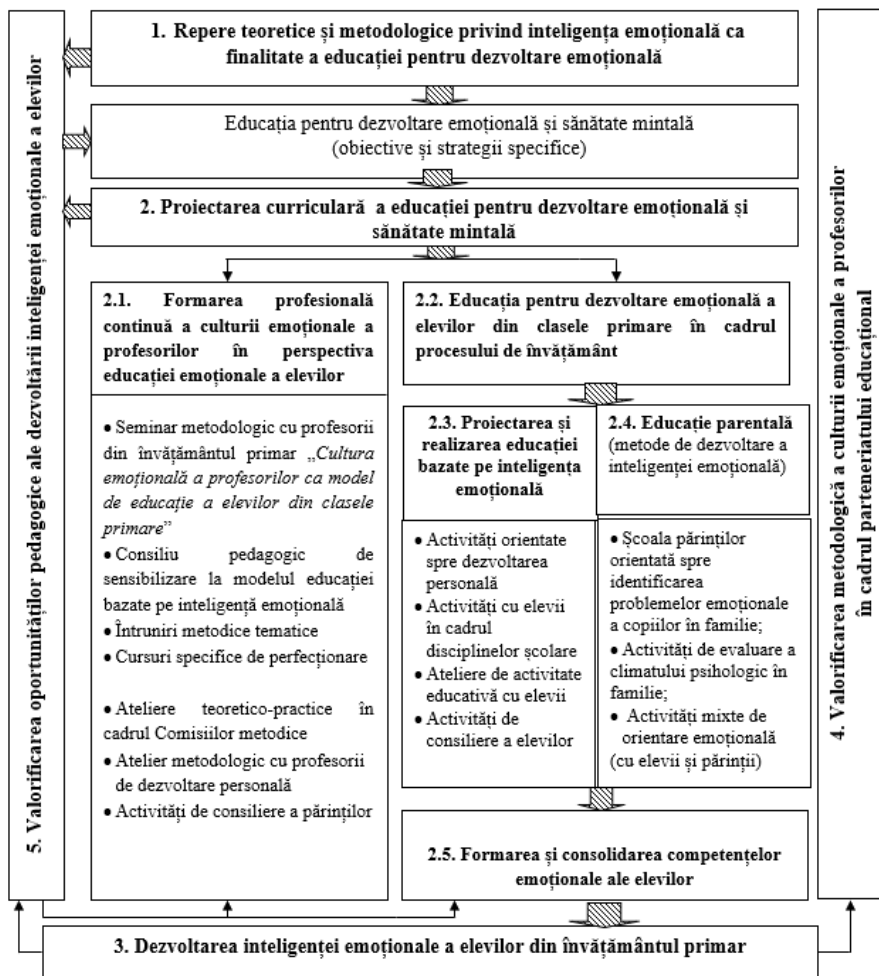 1. Repere teoretice și metodologice privind inteligența emoțională ca
finalitate a educației pentru dezvoltare emoțională
Educația pentru dezvoltare emoțională și sănătate mintală
(obiective și strategii specifice)
2. Proiectarea curriculară a educației pentru dezvoltare emoțională și
sănătate mintală
2.1. Formarea profesională
continuă a culturii emoționale a
profesorilor în perspectiva
educației emoționale a elevilor
• Seminar metodologic cu profesorii
din învățământul primar „Cultura
emoțională a profesorilor ca model
de educație a elevilor din clasele
primare”
• Consiliu pedagogic de
sensibilizare la modelul educației
bazate pe inteligență emoțională
• Întruniri metodice tematice
• Cursuri specifice de perfecționare
• Ateliere teoretico-practice în
cadrul Comisiilor metodice
• Atelier metodologic cu profesorii
de dezvoltare personală
• Activități de consiliere a părinților
2.2. Educația pentru dezvoltare emoțională a
elevilor din clasele primare în cadrul
procesului de învățământ
2.3. Proiectarea și
realizarea educației
bazate pe inteligența
emoțională
• Activități orientate
spre dezvoltarea
personală
• Activități cu elevii
în cadrul
disciplinelor școlare
• Ateliere de activitate
educativă cu elevii
• Activități de
consiliere a elevilor
2.4. Educație parentală
(metode de dezvoltare a
inteligenței emoțională)
• Școala părinților
orientată spre
identificarea
problemelor emoționale
a copiilor în familie;
• Activități de evaluare a
climatului psihologic în
familie;
• Activități mixte de
orientare emoțională
(cu elevii și părinții)
2.5. Formarea și consolidarea competențelor
emoționale ale elevilor
3. Dezvoltarea inteligenței emoționale a elevilor din învățământul primar
4. Valorificarea metodologică a culturii emoționale a profesorilor
în cadrul parteneriatului educațional
5. Valorificarea oportunităților pedagogice ale dezvoltării inteligenței emoționale a elevilor